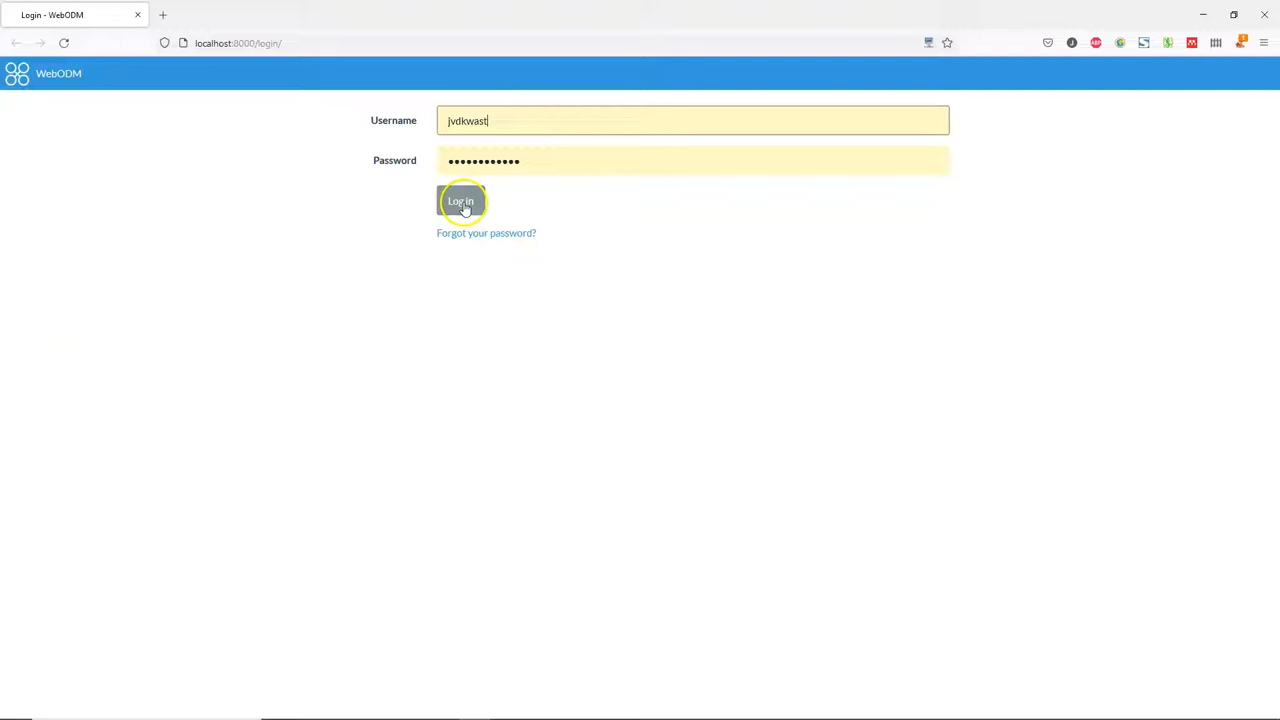 Login - WebODM
localhost:8000/login/
WebODM
Username
jvdkwast
Password
Log in
Forgot your password?